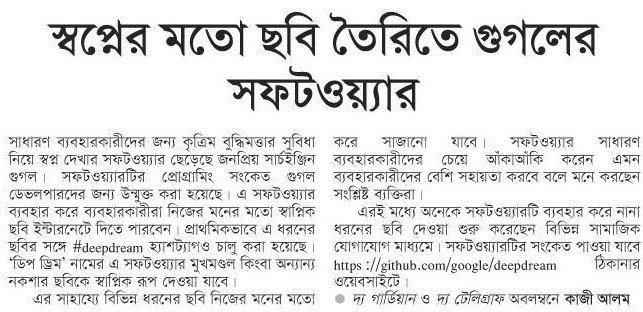 স্বপ্নের মতো ছবি তৈরিতে গুগলের
সফটওয়্যার
সাধারণ ব্যবহারকারীদের জন্য কৃত্রিম বুদ্ধিমত্তার সুবিধা
নিয়ে স্বপ্ন দেখার সফটওয়্যার ছেড়েছে জনপ্রিয় সার্চইঞ্জিন
গুগল। সফটওয়্যারটির প্রোগ্রামিং সংকেত গুগল
ডেভলপারদের জন্য উন্মুক্ত করা হয়েছে। এ সফটওয়্যার
ব্যবহার করে ব্যবহারকারীরা নিজের মনের মতো স্বাপ্নিক
ছবি ইন্টারনেটে দিতে পারবেন। প্রাথমিকভাবে এ ধরনের
ছবির সঙ্গে #deepdream হ্যাশট্যাগও চালু করা হয়েছে।
‘ডিপ ড্রিম’ নামের এ সফটওয়্যার মুখমণ্ডল কিংবা অন্যান্য
নকশার ছবিকে স্বাপ্নিক রূপ দেওয়া যাবে।
এর সাহায্যে বিভিন্ন ধরনের ছবি নিজের মনের মতো
করে সাজানো যাবে। সফটওয়্যার সাধারণ
ব্যবহারকারীদের চেয়ে আঁকাআঁকি করেন এমন
ব্যবহারকারীদের বেশি সহায়তা করবে বলে মনে করছেন
সংশ্লিষ্ট ব্যক্তিরা।
এরই মধ্যে অনেকে সফটওয়্যারটি ব্যবহার করে নানা
ধরনের ছবি দেওয়া শুরু করেছেন বিভিন্ন সামাজিক
যোগাযোগ মাধ্যমে। সফটওয়্যারটির সংকেত পাওয়া যাবে
https://github.com/google/deepdream ঠিকানার
ওয়েবসাইটে।
● দ্য গার্ডিয়ান ও দ্য টেলিগ্রাফ অবলম্বনে কাজী আলম